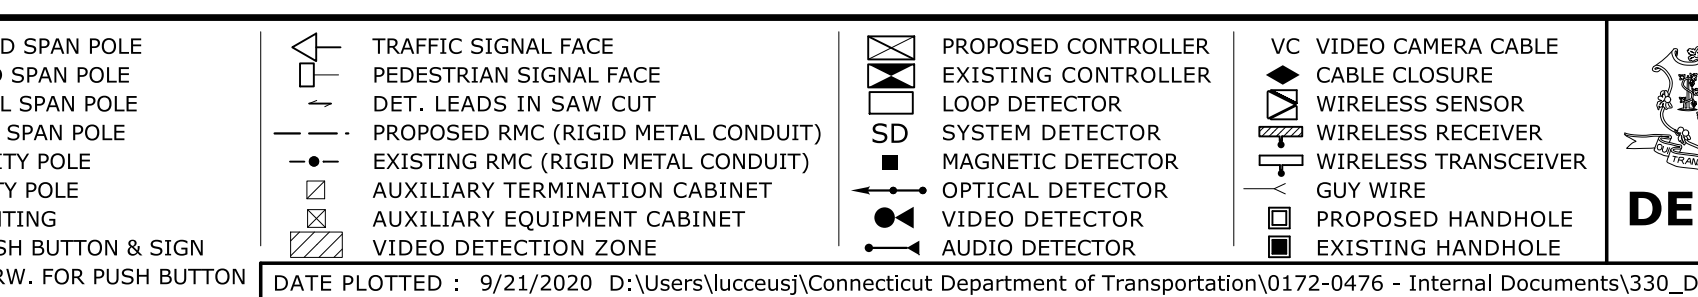 D SPAN POLE
SPAN POLE
L SPAN POLE
SPAN POLE
ITY POLE
TY POLE
TING
SH BUTTON & SIGN
RW. FOR PUSH BUTTON
TRAFFIC SIGNAL FACE
PEDESTRIAN SIGNAL FACE
DET. LEADS IN SAW CUT
PROPOSED RMC (RIGID METAL CONDUIT)
EXISTING RMC (RIGID METAL CONDUIT)
AUXILIARY TERMINATION CABINET
AUXILIARY EQUIPMENT CABINET
VIDEO DETECTION ZONE
PROPOSED CONTROLLER
EXISTING CONTROLLER
LOOP DETECTOR
SD SYSTEM DETECTOR
MAGNETIC DETECTOR
OPTICAL DETECTOR
VIDEO DETECTOR
AUDIO DETECTOR
VC VIDEO CAMERA CABLE
CABLE CLOSURE
WIRELESS SENSOR
WIRELESS RECEIVER
WIRELESS TRANSCEIVER
GUY WIRE
PROPOSED HANDHOLE
EXISTING HANDHOLE
DE
DATE PLOTTED : 9/21/2020 D:\Users\lucceusj\Connecticut Department of Transportation\0172-0476 - Internal Documents\330_D